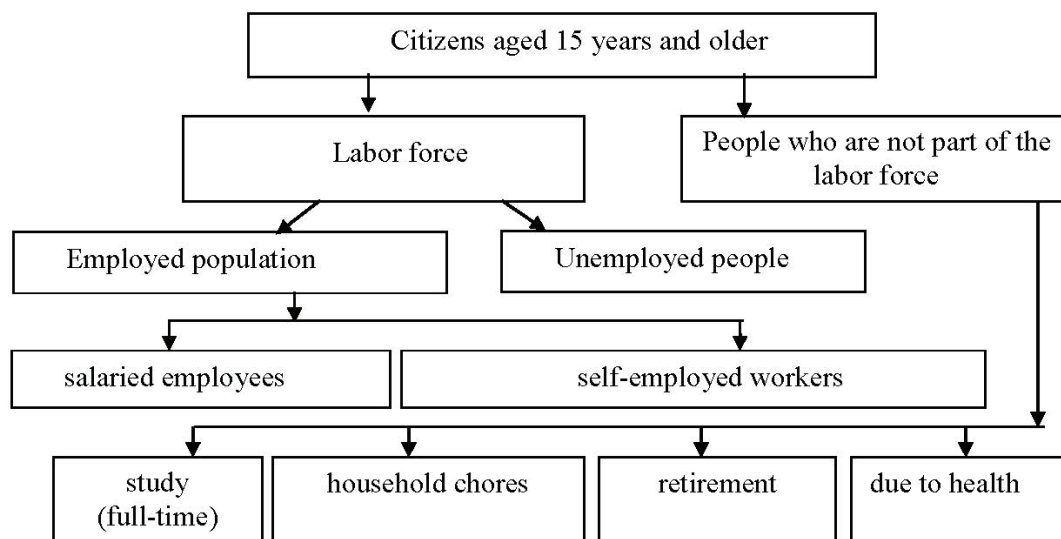 Citizens aged 15 years and older
Labor force
People who are not part of the
labor force
Employed population
Unemployed people
salaried employees
self-employed workers
study
(full-time)
household chores
retirement
due to health